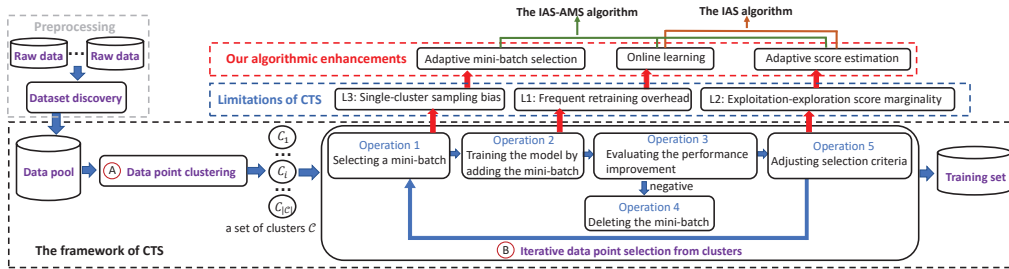 The IAS-AMS algorithm
The IAS algorithm
Preprocessing
Raw data
...
Raw data
Dataset discovery
Our algorithmic enhancements
Adaptive mini-batch selection
Online learning
Adaptive score estimation
Limitations of CTS
L3: Single-cluster sampling bias
L1: Frequent retraining overhead
L2: Exploitation-exploration score marginality
Data pool
A
Data point clustering
C1
...
Ci
...
C|C|
a set of clusters C
Operation 1
Selecting a mini-batch
Operation 2
Training the model by
adding the mini-batch
Operation 3
Evaluating the performance
improvement
negative
Operation 4
Deleting the mini-batch
Operation 5
Adjusting selection criteria
Training set
The framework of CTS
B Iterative data point selection from clusters